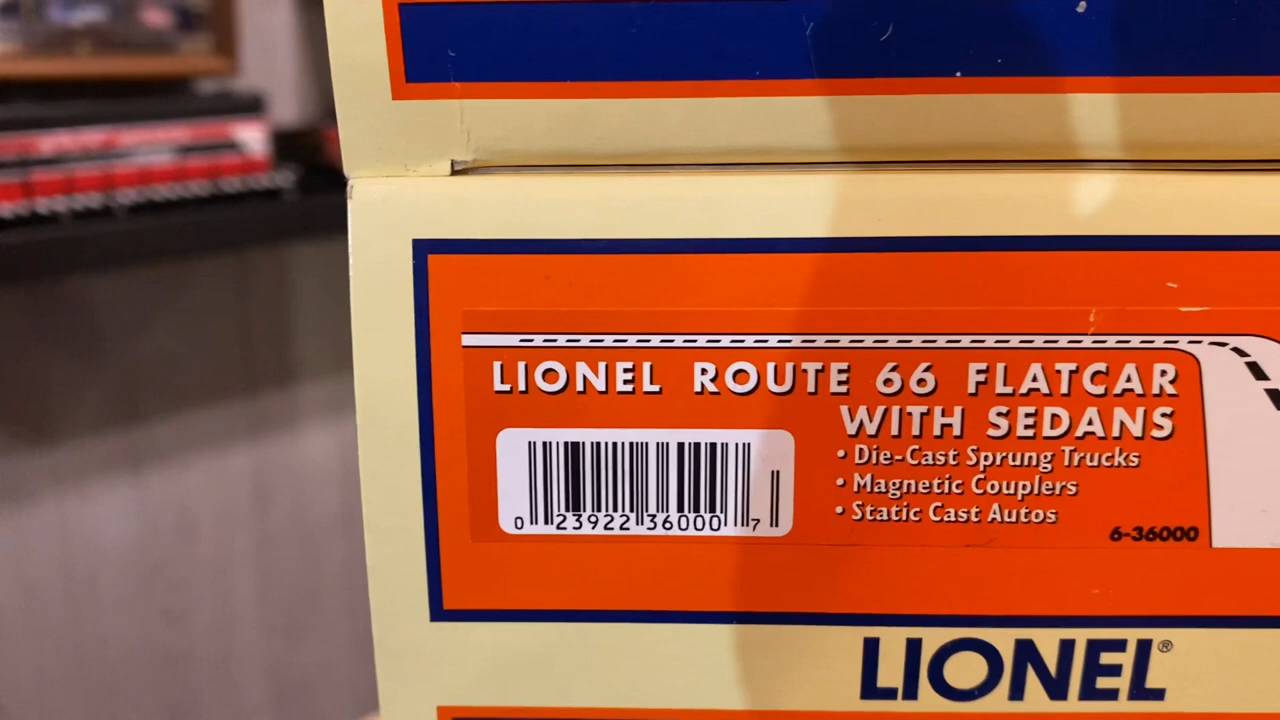 LIONEL ROUTE 66 FLATCAR
WITH SEDANS
• Die-Cast Sprung Trucks
• Magnetic Couplers
• Static Cast Autos
0 23922 36000 7
6-36000
LIONEL®